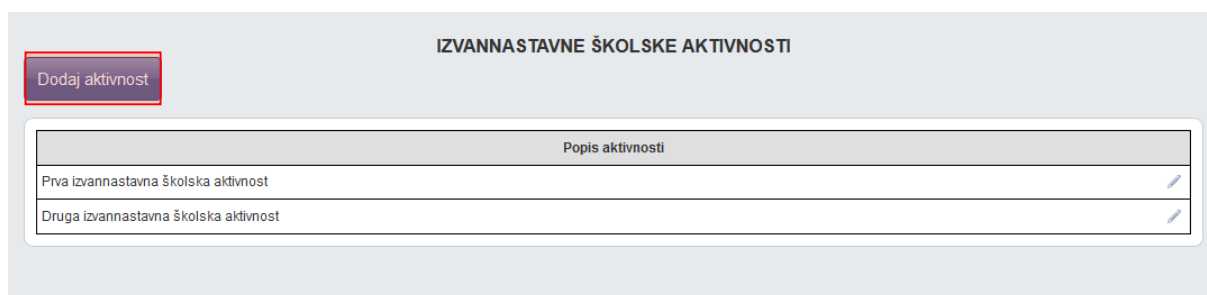 IZVANNASTAVNE ŠKOLSKE AKTIVNOSTI
Dodaj aktivnost
Popis aktivnosti
Prva izvannastavna školska aktivnost
Druga izvannastavna školska aktivnost